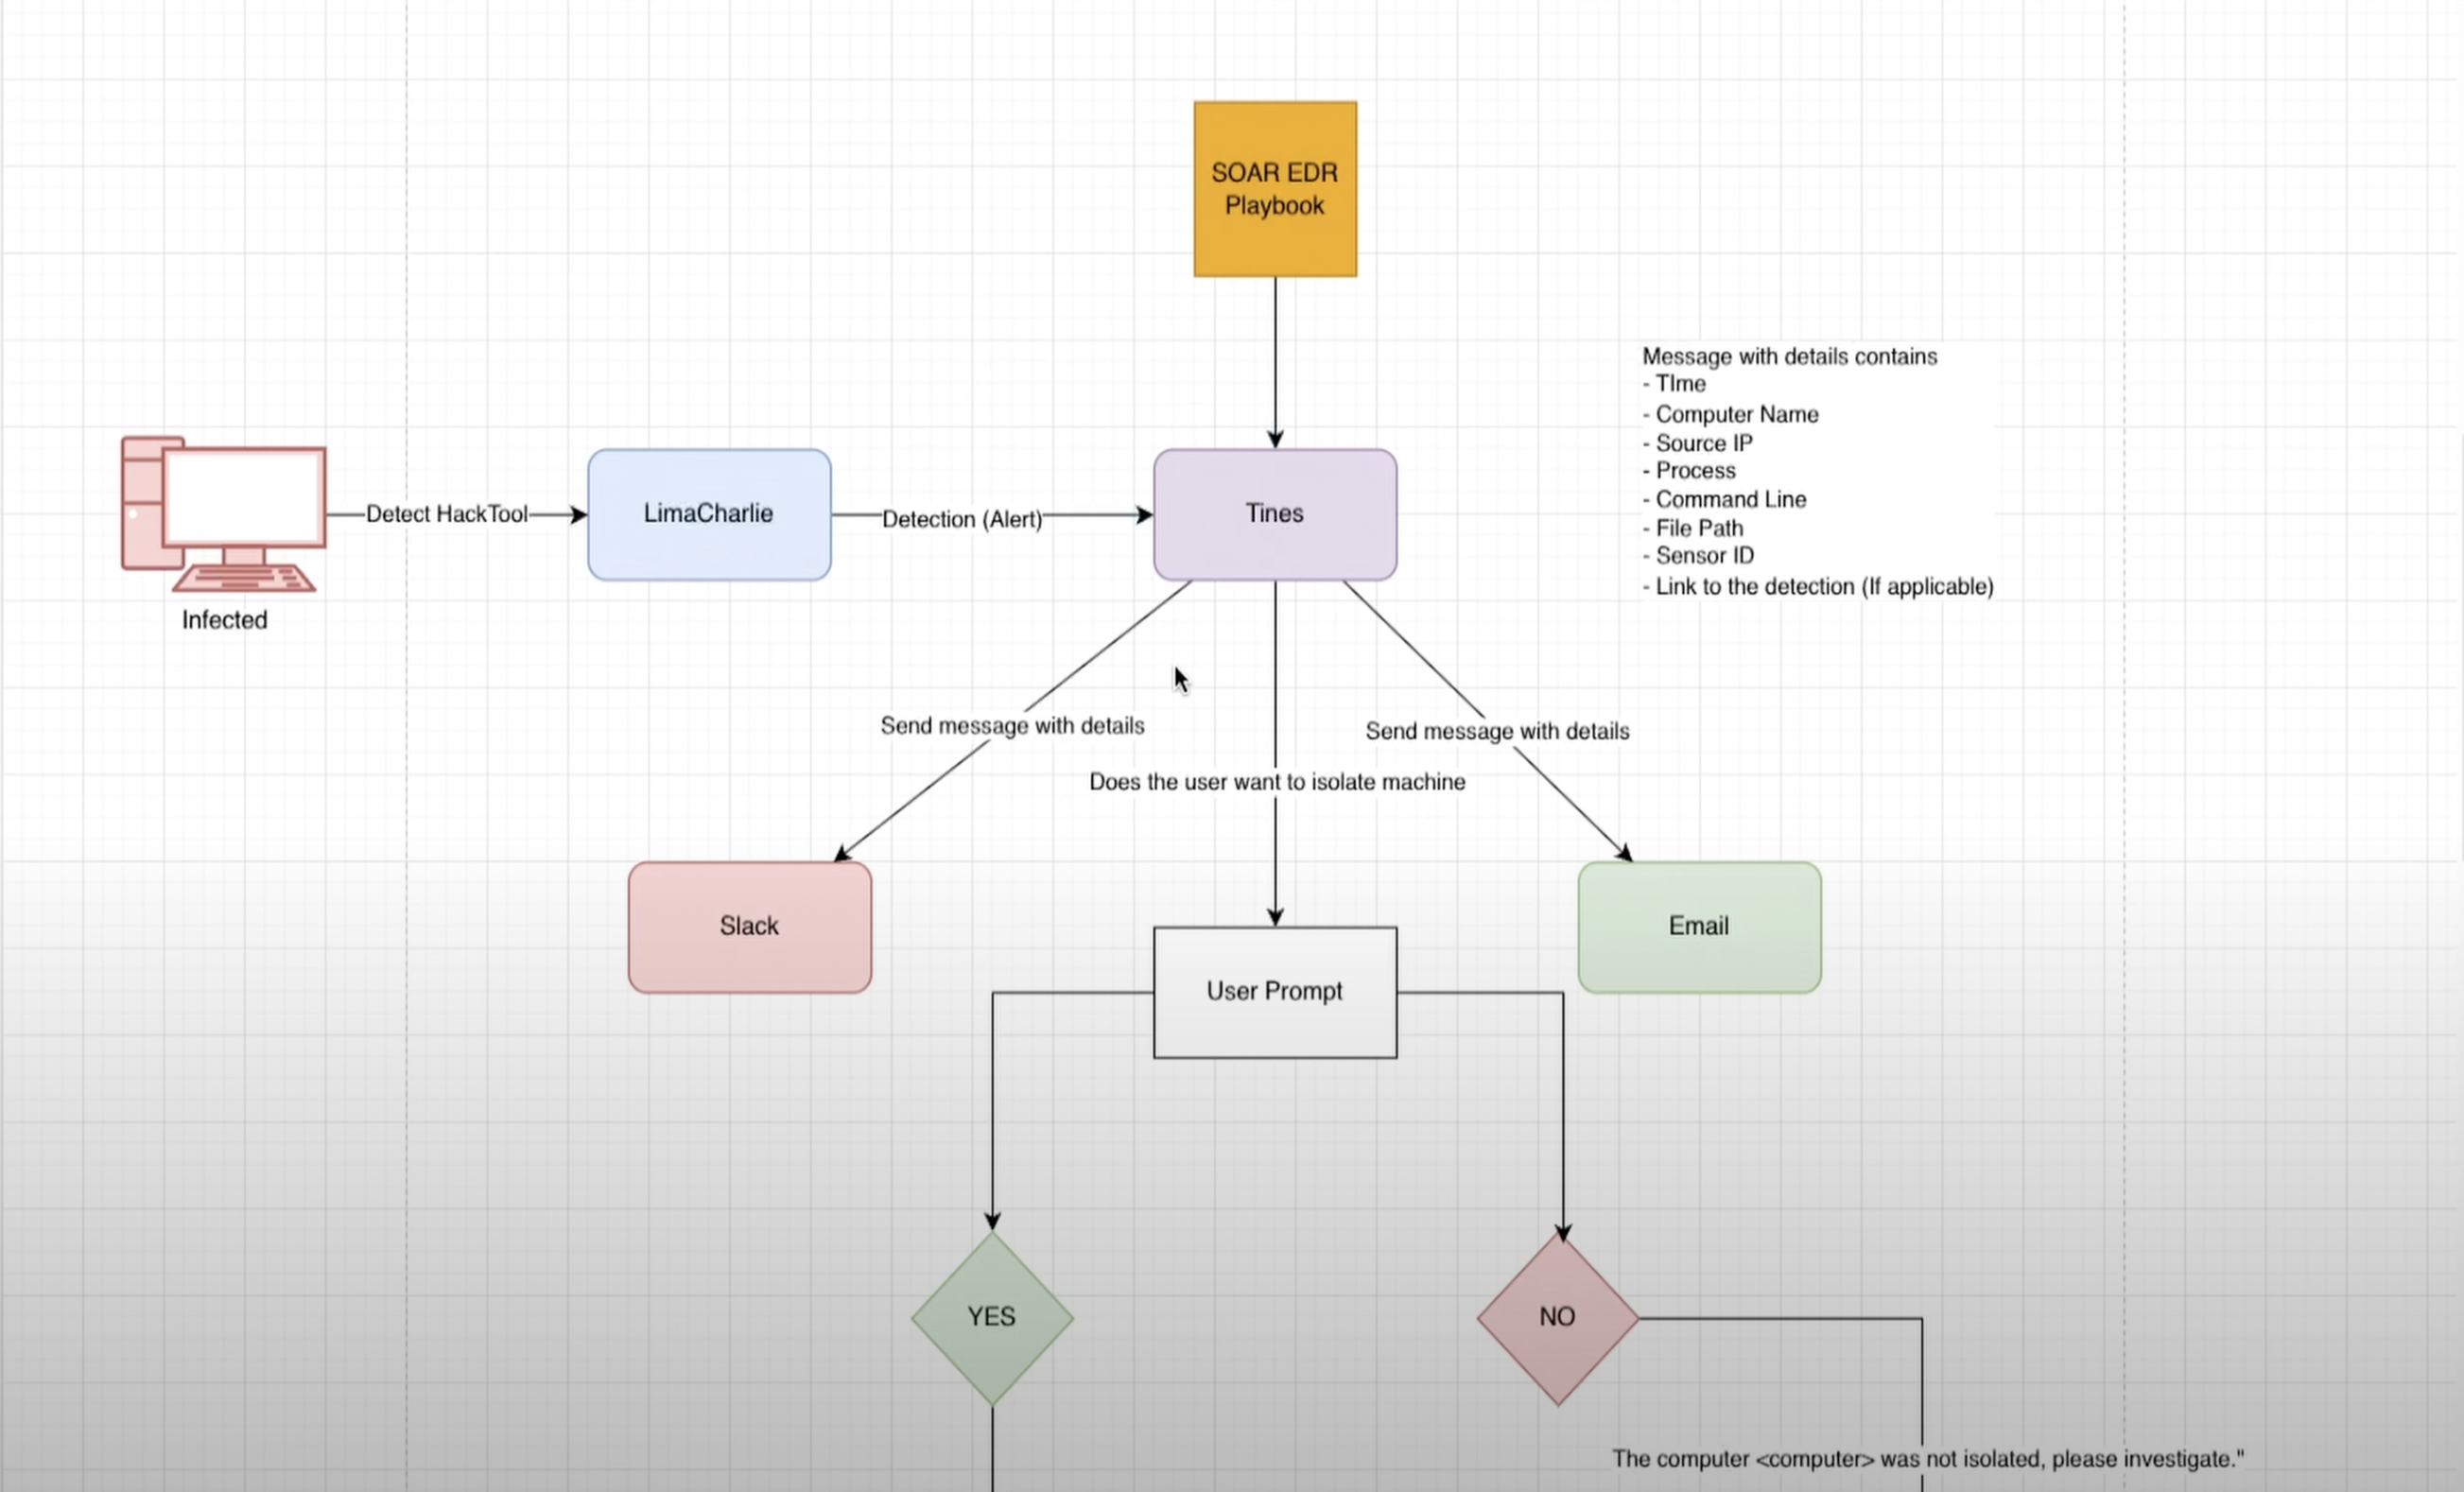 SOAR EDR
Playbook
Message with details contains
- TIme
- Computer Name
- Source IP
- Process
- Command Line
- File Path
- Sensor ID
- Link to the detection (If applicable)
Detect HackTool
LimaCharlie
Detection (Alert)
Tines
Infected
Send message with details
Send message with details
Does the user want to isolate machine
Slack
Email
User Prompt
YES
NO
The computer <computer> was not isolated, please investigate."